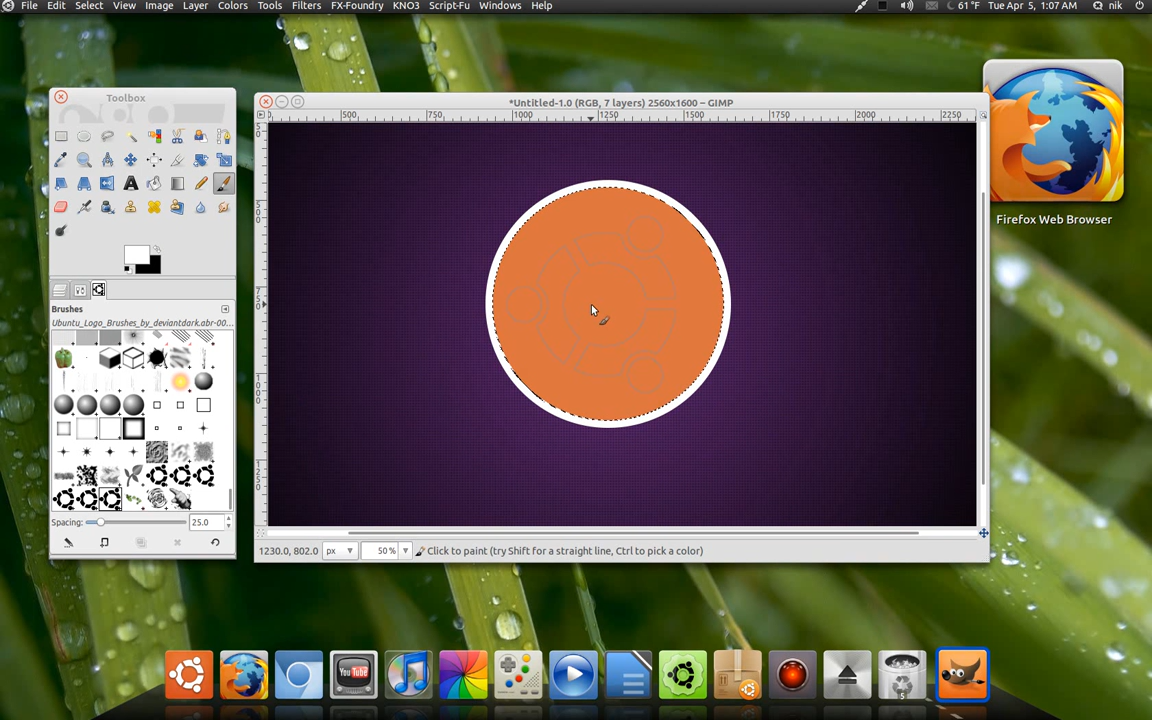 File Edit Select View Image Layer Colors Tools Filters FX-Foundry KNO3 Script-Fu Windows Help
61 °F Tue Apr 5, 1:07 AM nik
Toolbox
*Untitled-1.0 (RGB, 7 layers) 2560x1600 – GIMP
500 750 1000 1250 1500 1750 2000 2250
Firefox Web Browser
Brushes
Ubuntu_Logo_Brushes_by_deviantdark.abr-00...
Spacing: 25.0
1230.0, 802.0 px 50 % Click to paint (try Shift for a straight line, Ctrl to pick a color)
You Tube
5